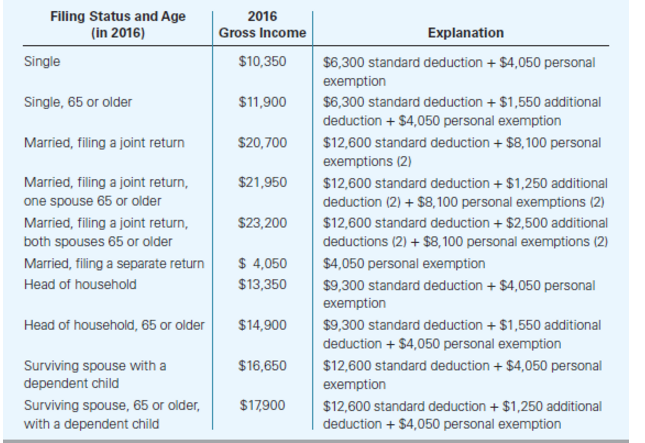 Filing Status and Age
(in 2016)
2016
Gross Income
Explanation
Single
$10,350
$6,300 standard deduction + $4,050 personal
exemption
Single, 65 or older
$11,900
$6,300 standard deduction + $1,550 additional
deduction + $4,050 personal exemption
Married, filing a joint return
$20,700
$12,600 standard deduction + $8,100 personal
exemptions (2)
Married, filing a joint return,
one spouse 65 or older
$21,950
$12,600 standard deduction + $1,250 additional
deduction (2) + $8,100 personal exemptions (2)
Married, filing a joint return,
both spouses 65 or older
$23,200
$12,600 standard deduction + $2,500 additional
deductions (2) + $8,100 personal exemptions (2)
Married, filing a separate return
$ 4,050
$4,050 personal exemption
Head of household
$13,350
$9,300 standard deduction + $4,050 personal
exemption
Head of household, 65 or older
$14,900
$9,300 standard deduction + $1,550 additional
deduction + $4,050 personal exemption
Surviving spouse with a
dependent child
$16,650
$12,600 standard deduction + $4,050 personal
exemption
Surviving spouse, 65 or older,
with a dependent child
$17,900
$12,600 standard deduction + $1,250 additional
deduction + $4,050 personal exemption